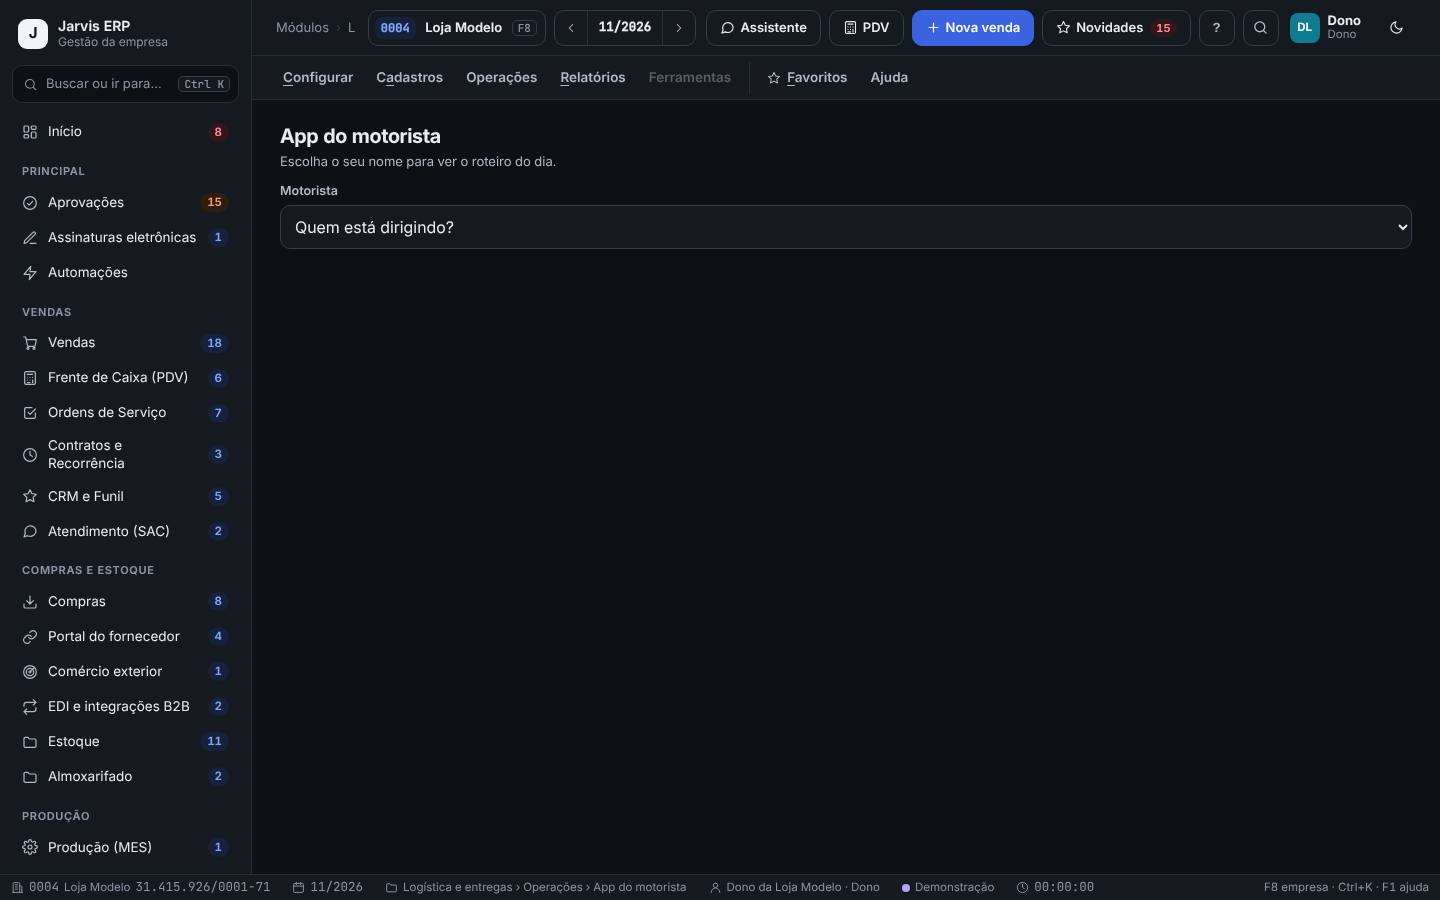 J
Jarvis ERP
Gestão da empresa
Buscar ou ir para...
Ctrl K
Início
8
PRINCIPAL
Aprovações
15
Assinaturas eletrônicas
1
Automações
VENDAS
Vendas
18
Frente de Caixa (PDV)
6
Ordens de Serviço
7
Contratos e
Recorrência
3
CRM e Funil
5
Atendimento (SAC)
2
COMPRAS E ESTOQUE
Compras
8
Portal do fornecedor
4
Comércio exterior
1
EDI e integrações B2B
2
Estoque
11
Almoxarifado
2
PRODUÇÃO
Produção (MES)
1
Módulos › L
0004 Loja Modelo F8
‹ 11/2026 ›
Assistente
PDV
+ Nova venda
Novidades 15
?
DL
Dono
Dono
Configurar
Cadastros
Operações
Relatórios
Ferramentas
Favoritos
Ajuda
App do motorista
Escolha o seu nome para ver o roteiro do dia.
Motorista
Quem está dirigindo?
0004 Loja Modelo 31.415.926/0001-71
11/2026
Logística e entregas › Operações › App do motorista
Dono da Loja Modelo · Dono
Demonstração
00:00:00
F8 empresa · Ctrl+K · F1 ajuda